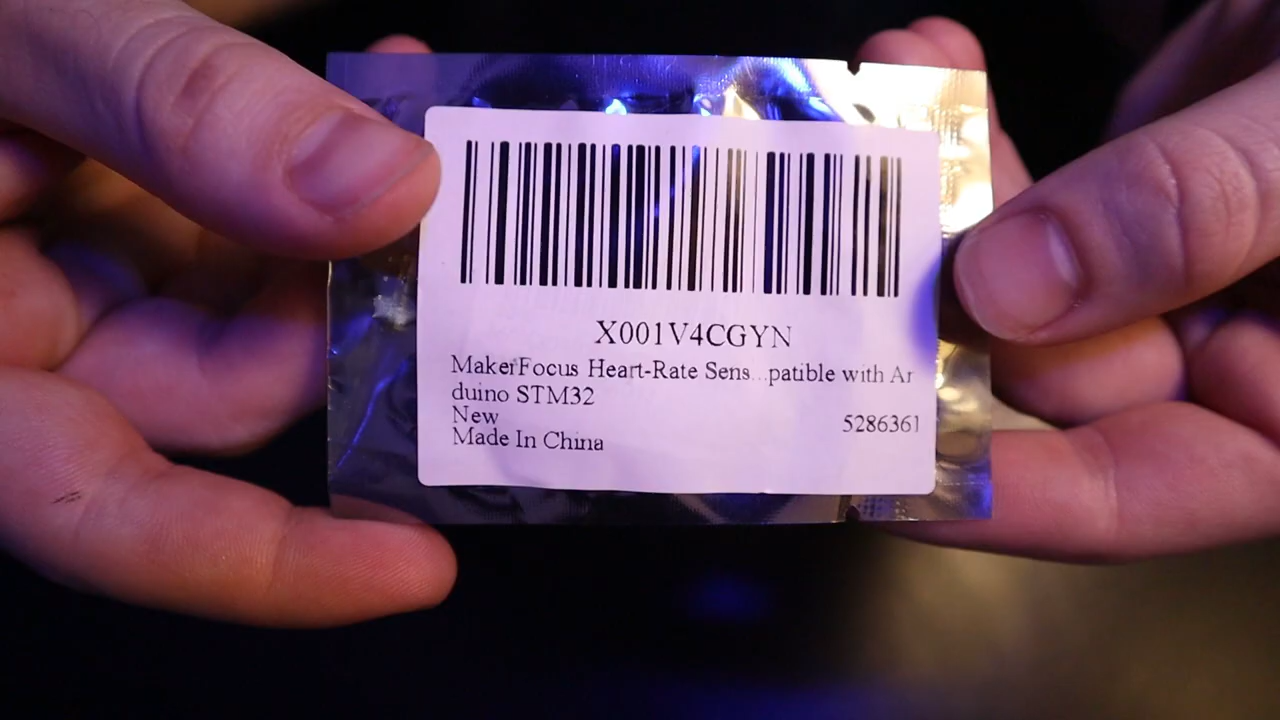 X001V4CGYN
MakerFocus Heart-Rate Sens...patible with Ar
duino STM32
New
5286361
Made In China